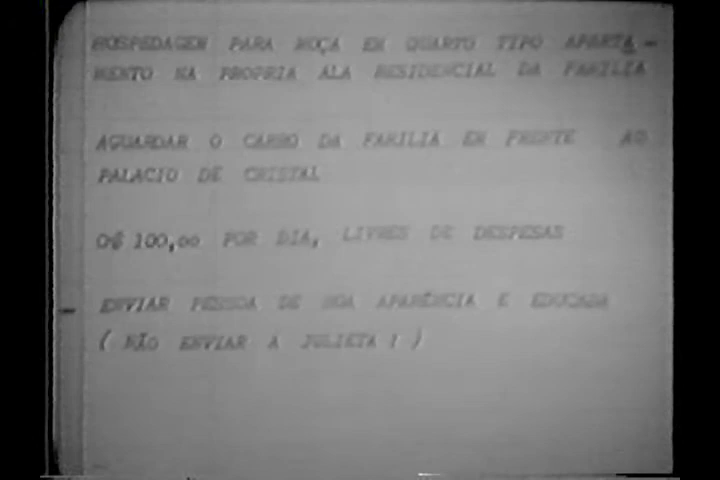 HOSPEDAGEM PARA MOÇA EM QUARTO TIPO APARTA-
MENTO NA PROPRIA ALA RESIDENCIAL DA FAMILIA
AGUARDAR O CARRO DA FAMILIA EM FRENTE AO
PALACIO DE CRISTAL
C$ 100,00 POR DIA, LIVRES DE DESPESAS
ENVIAR PESSOA DE BOA APARÊNCIA E EDUCADA
( NÃO ENVIAR A JULIETA ! )